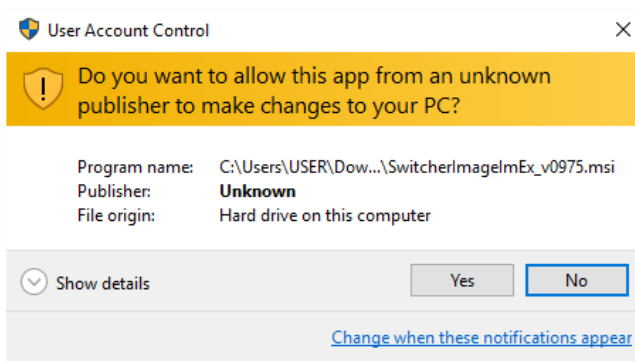 User Account Control
Do you want to allow this app from an unknown
publisher to make changes to your PC?
Program name: C:\Users\USER\Dow...\SwitcherImageImEx_v0975.msi
Publisher: Unknown
File origin: Hard drive on this computer
Show details
Yes
No
Change when these notifications appear